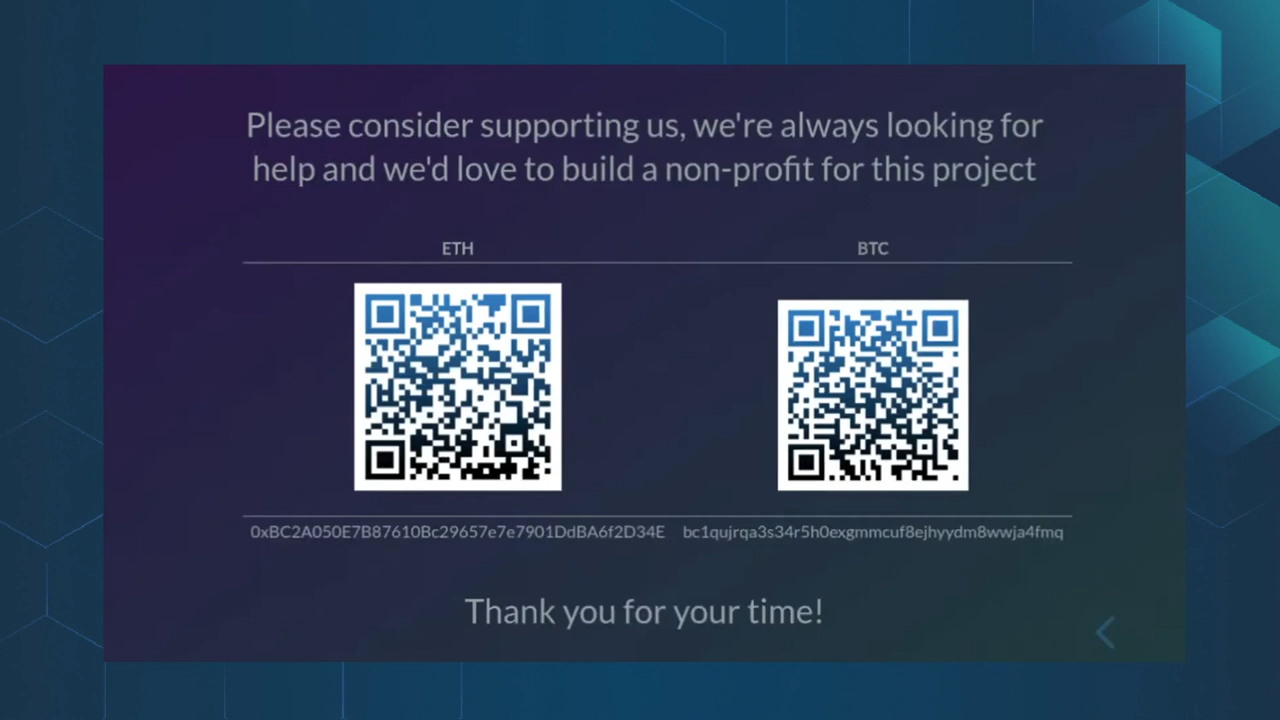 Please consider supporting us, we're always looking for
help and we'd love to build a non-profit for this project
ETH
BTC
0xBC2A050E7B87610Bc29657e7e7901DdBA6f2D34E
bc1qujrqa3s34r5h0exgmmcuf8ejhyydm8wwja4fmq
Thank you for your time!